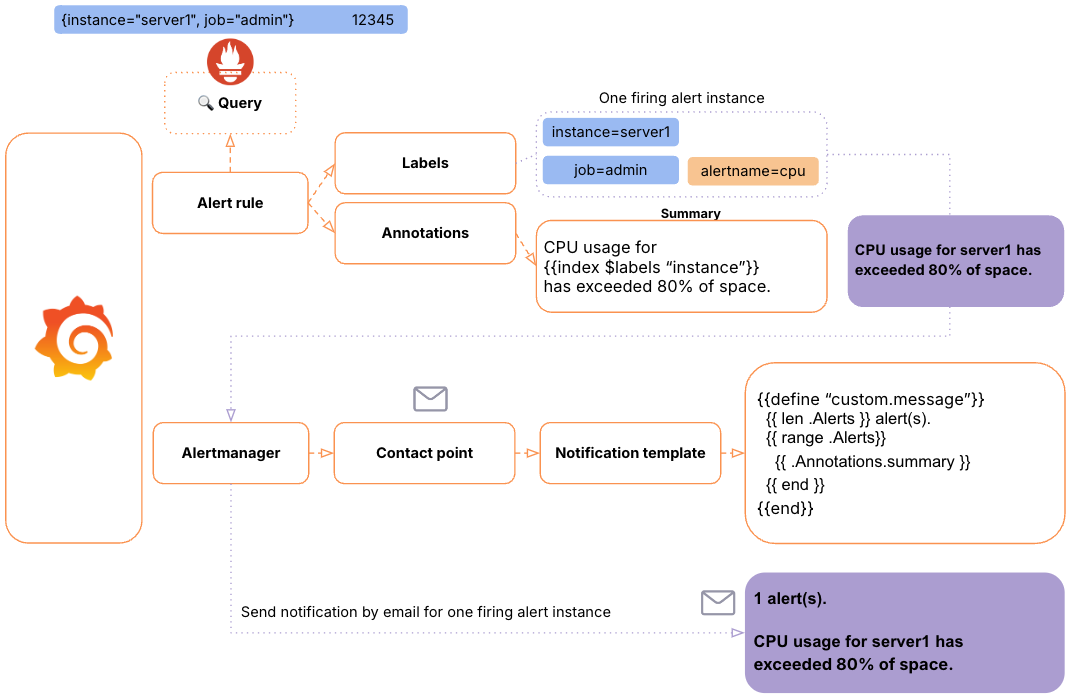 {instance="server1", job="admin"} 12345
Query
One firing alert instance
instance=server1
job=admin
alertname=cpu
Labels
Alert rule
Annotations
Summary
CPU usage for
{{index $labels “instance”}}
has exceeded 80% of space.
CPU usage for server1 has
exceeded 80% of space.
Alertmanager
Contact point
Notification template
{{define “custom.message”}}
{{ len .Alerts }} alert(s).
{{ range .Alerts}}
{{ .Annotations.summary }}
{{ end }}
{{end}}
Send notification by email for one firing alert instance
1 alert(s).
CPU usage for server1 has
exceeded 80% of space.